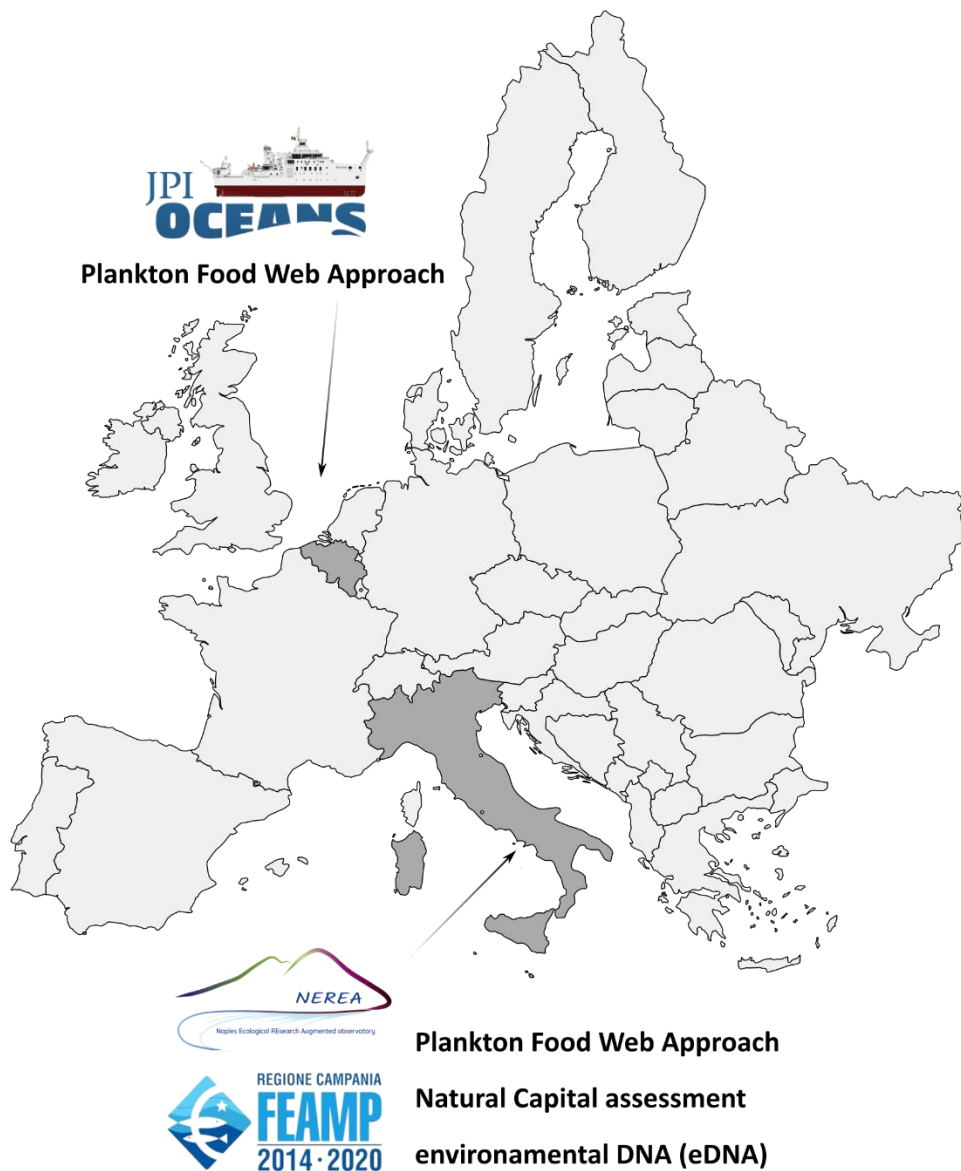 JPI
OCEANS
Plankton Food Web Approach
NEREA
Naples Ecological REsearch Augmented observatory
Plankton Food Web Approach
REGIONE CAMPANIA
FEAMP
2014·2020
Natural Capital assessment
environamental DNA (eDNA)